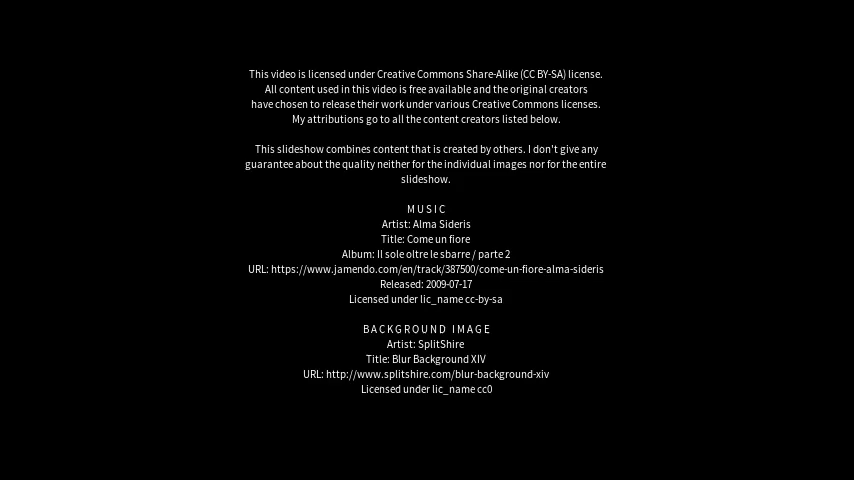 This video is licensed under Creative Commons Share-Alike (CC BY-SA) license.
All content used in this video is free available and the original creators
have chosen to release their work under various Creative Commons licenses.
My attributions go to all the content creators listed below.
This slideshow combines content that is created by others. I don't give any
guarantee about the quality neither for the individual images nor for the entire
slideshow.
MUSIC
Artist: Alma Sideris
Title: Come un fiore
Album: Il sole oltre le sbarre / parte 2
URL: https://www.jamendo.com/en/track/387500/come-un-fiore-alma-sideris
Released: 2009-07-17
Licensed under lic_name cc-by-sa
BACKGROUND IMAGE
Artist: SplitShire
Title: Blur Background XIV
URL: http://www.splitshire.com/blur-background-xiv
Licensed under lic_name cc0